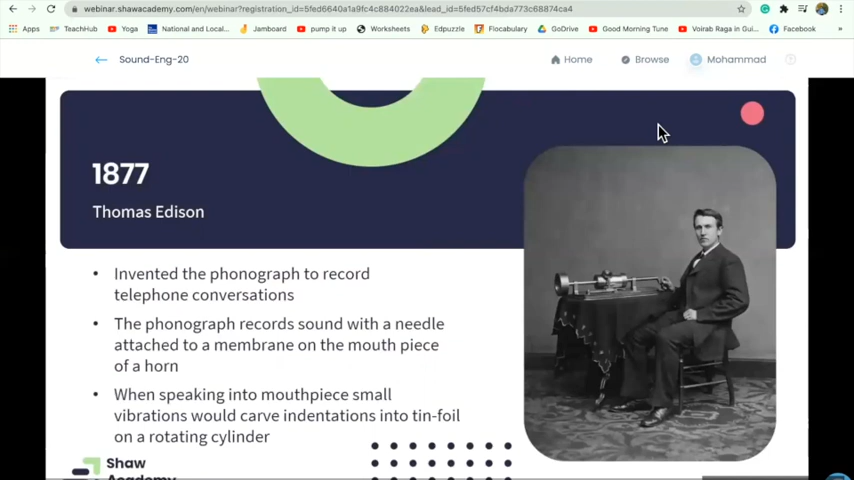 webinar.shawacademy.com/en/webinar?registration_id=5fed6640a1a9fc4c884022ea&lead_id=5fed57cf4bda773c68874ca4
Apps TeachHub Yoga National and Local... Jamboard pump it up Worksheets Edpuzzle Flocabulary GoDrive Good Morning Tune Voirab Raga in Gui... Facebook »
← Sound-Eng-20 Home Browse Mohammad ?
1877
Thomas Edison
• Invented the phonograph to record
telephone conversations
• The phonograph records sound with a needle
attached to a membrane on the mouth piece
of a horn
• When speaking into mouthpiece small
vibrations would carve indentations into tin-foil
on a rotating cylinder
Shaw
Academy